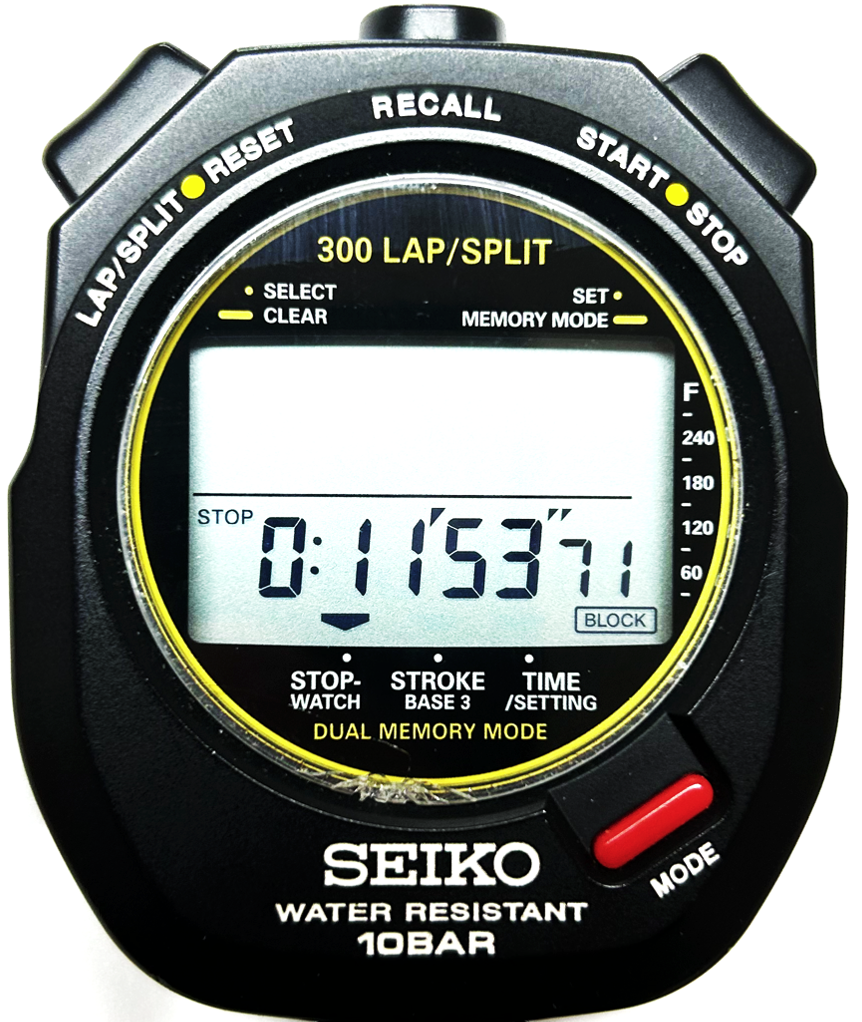 RECALL
LAP/SPLIT RESET
START STOP
300 LAP/SPLIT
SELECT
CLEAR
SET
MEMORY MODE
F
240
180
120
60
STOP 0:11'53"71
BLOCK
STOP-
WATCH
STROKE
BASE 3
TIME
/SETTING
DUAL MEMORY MODE
MODE
SEIKO
WATER RESISTANT
10BAR